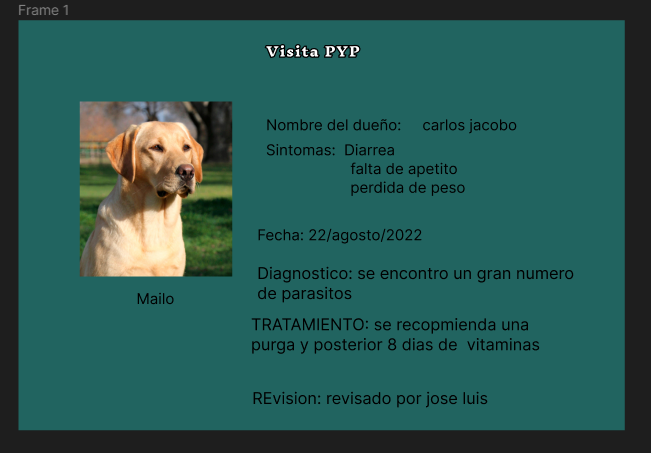 Frame 1
Visita PYP
Nombre del dueño: carlos jacobo
Sintomas: Diarrea
falta de apetito
perdida de peso
Fecha: 22/agosto/2022
Diagnostico: se encontro un gran numero
de parasitos
Mailo
TRATAMIENTO: se recopmienda una
purga y posterior 8 dias de vitaminas
REvision: revisado por jose luis